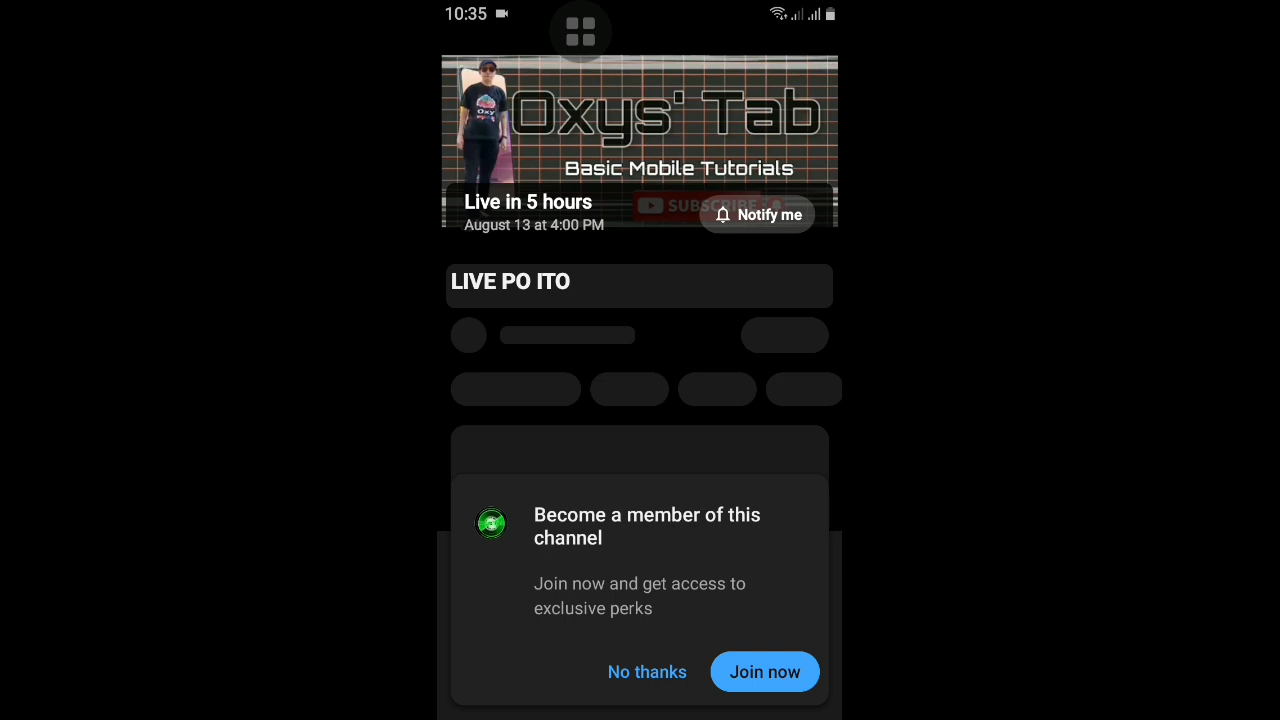 10:35
Oxys' Tab
Basic Mobile Tutorials
Oxy
SUBSCRIBE
Live in 5 hours
August 13 at 4:00 PM
Notify me
LIVE PO ITO
Become a member of this
channel
Join now and get access to
exclusive perks
No thanks
Join now